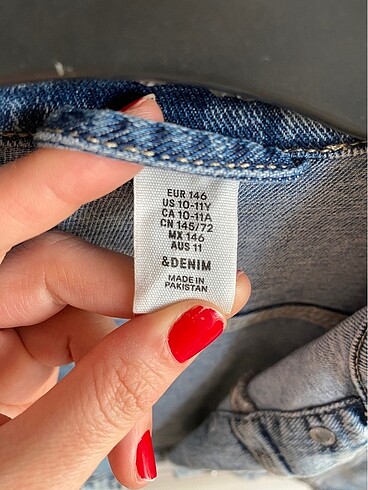 EUR 146
US 10-11Y
CA 10-11A
CN 145/72
MX 146
AUS 11
&DENIM
MADE IN
PAKISTAN